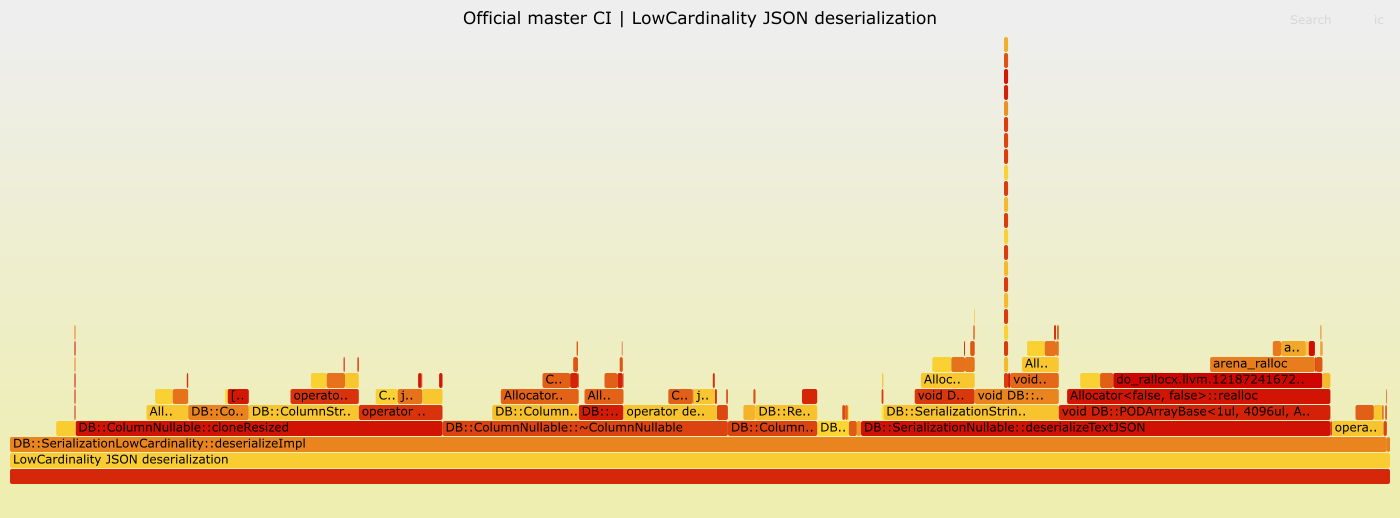 Official master CI | LowCardinality JSON deserialization
Search
ic
a..
All..
arena_ralloc
C..
Alloc..
void..
do_rallocx.llvm.12187241672..
[..
operato..
C..
j..
Allocator..
All..
C..
j..
void D..
void DB::..
Allocator<false, false>::realloc
All..
DB::Co..
DB::ColumnStr..
operator ..
DB::Column..
DB::..
operator de..
DB::Re..
DB::SerializationStrin..
void DB::PODArrayBase<1ul, 4096ul, A..
DB::ColumnNullable::cloneResized
DB::ColumnNullable::~ColumnNullable
DB::Column..
DB..
DB::SerializationNullable::deserializeTextJSON
opera..
DB::SerializationLowCardinality::deserializeImpl
LowCardinality JSON deserialization